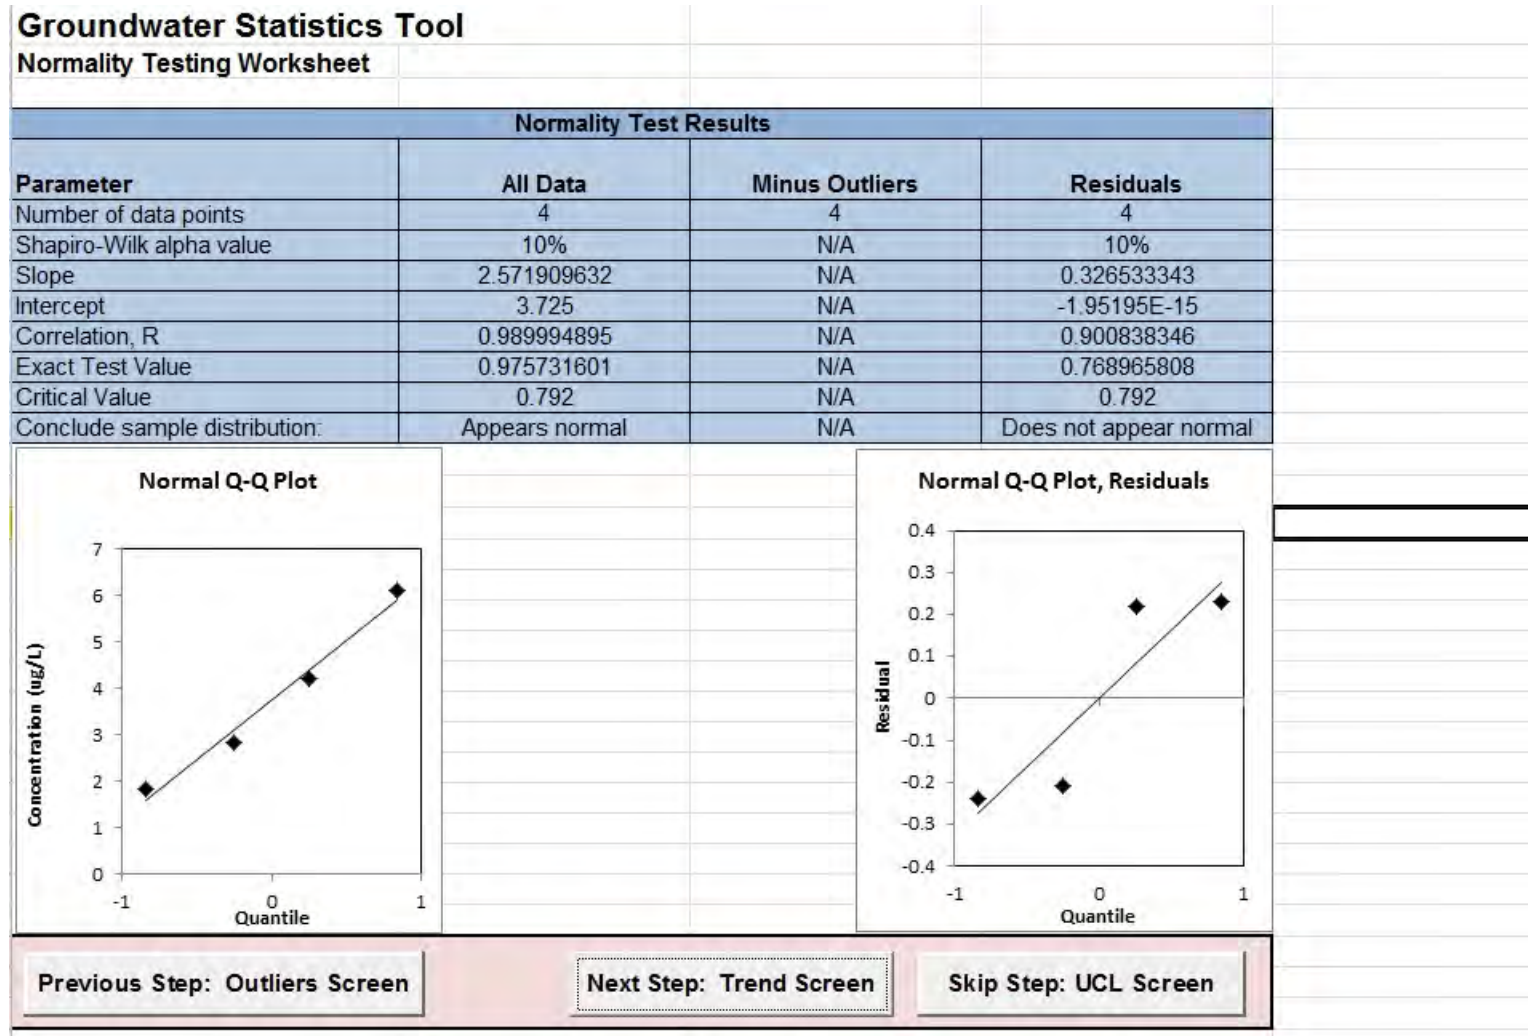 Groundwater Statistics Tool
Normality Testing Worksheet
Normality Test Results
Parameter All Data Minus Outliers Residuals
Number of data points 4 4 4
Shapiro-Wilk alpha value 10% N/A 10%
Slope 2.571909632 N/A 0.326533343
Intercept 3.725 N/A -1.95195E-15
Correlation, R 0.989994895 N/A 0.900838346
Exact Test Value 0.975731601 N/A 0.768965808
Critical Value 0.792 N/A 0.792
Conclude sample distribution: Appears normal N/A Does not appear normal
Normal Q-Q Plot
7
6
5
4
3
2
1
0
-1 0 1
Quantile
Concentration (ug/L)
Normal Q-Q Plot, Residuals
0.4
0.3
0.2
0.1
0
-0.1
-0.2
-0.3
-0.4
-1 0 1
Quantile
Residual
Previous Step: Outliers Screen Next Step: Trend Screen Skip Step: UCL Screen